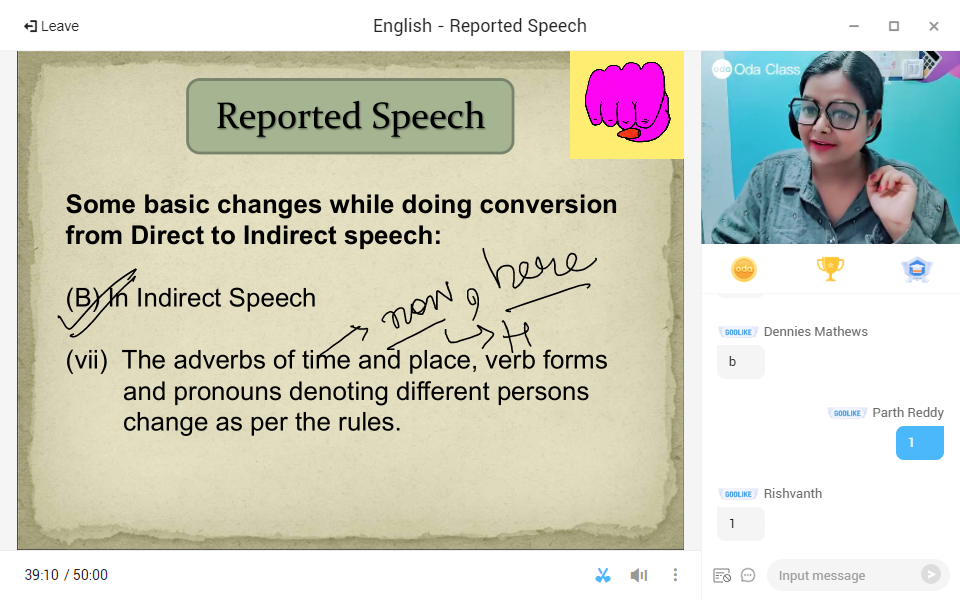 Leave
English - Reported Speech
Reported Speech
Some basic changes while doing conversion
from Direct to Indirect speech:
(B) In Indirect Speech
now, here
(vii) The adverbs of time and place, verb forms
and pronouns denoting different persons
change as per the rules.
39:10 / 50:00
oda Oda Class
oda
GODLIKE Dennies Mathews
b
GODLIKE Parth Reddy
1
GODLIKE Rishvanth
1
Input message